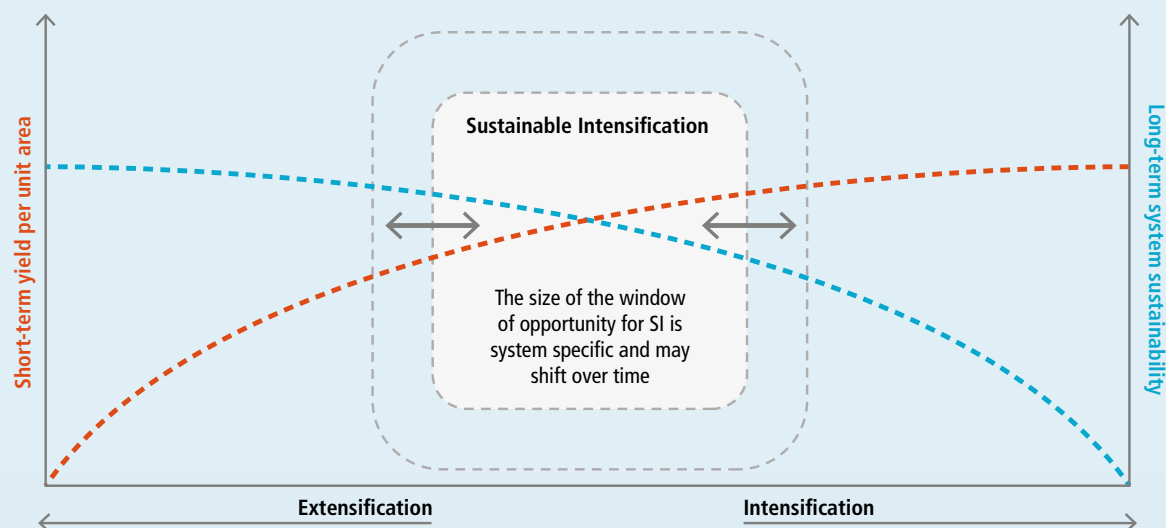 Short-term yield per unit area
Sustainable Intensification
The size of the window
of opportunity for SI is
system specific and may
shift over time
Long-term system sustainability
Extensification
Intensification